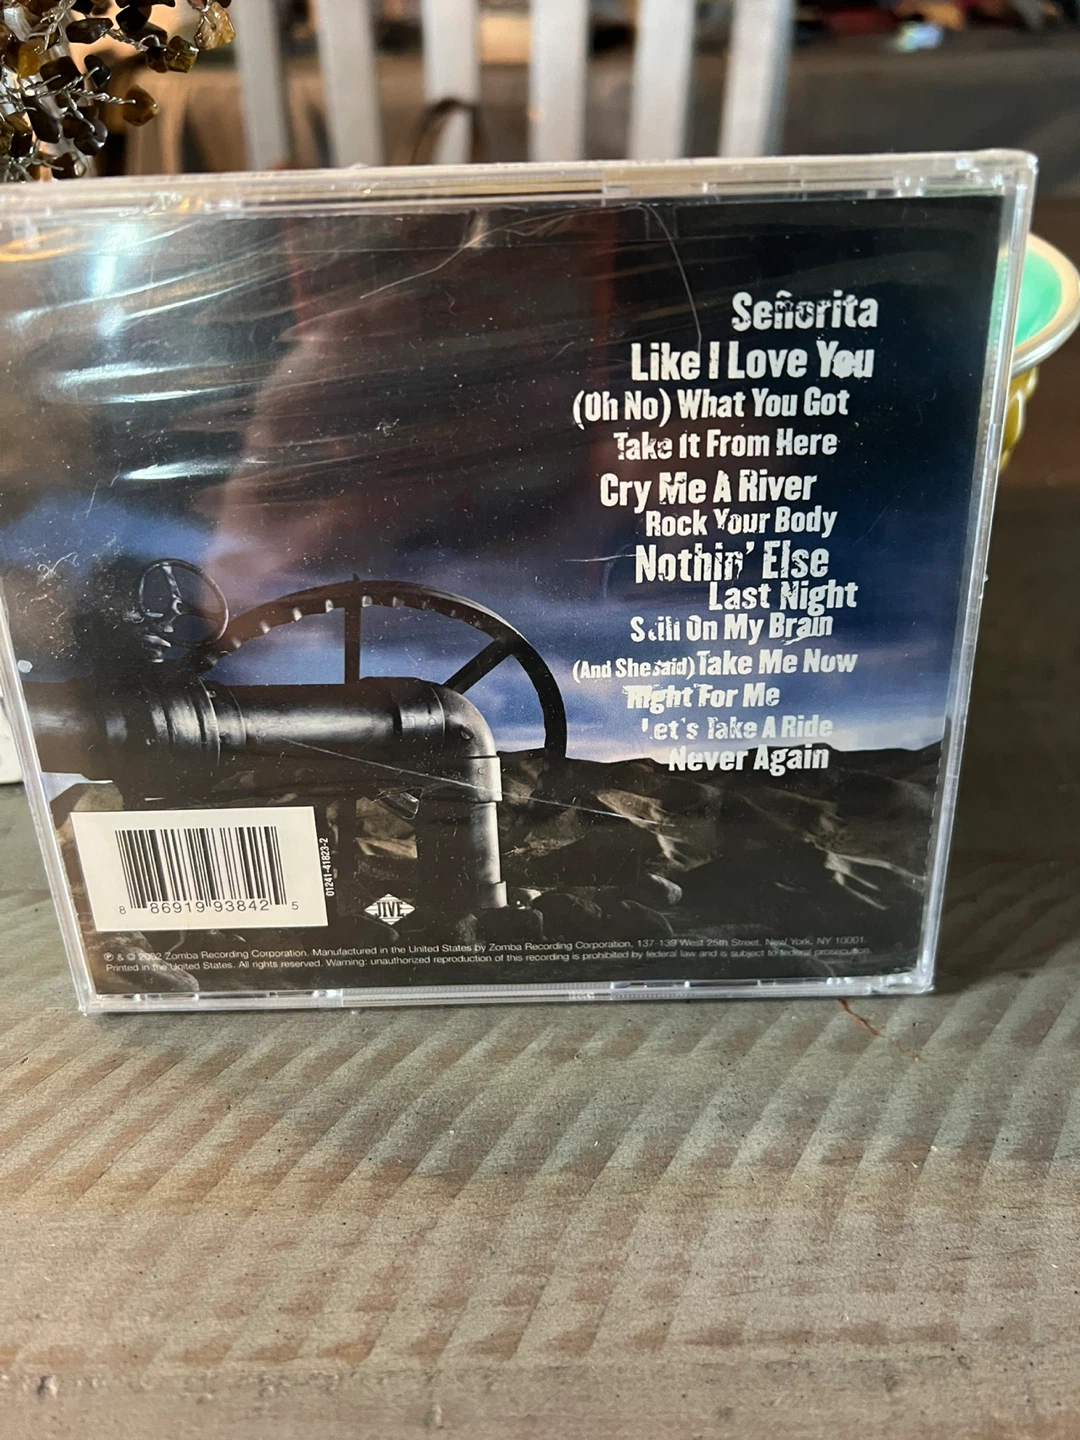 Señorita
Like I Love You
(Oh No) What You Got
Take It From Here
Cry Me A River
Rock Your Body
Nothin' Else
Last Night
Still On My Brain
(And She Said) Take Me Now
Right For Me
Let's Take A Ride
Never Again
01241-41823-2
8 86919 93842 5
JIVE
℗ & © 2002 Zomba Recording Corporation. Manufactured in the United States by Zomba Recording Corporation, 137-139 West 25th Street, New York, NY 10001.
Printed in the United States. All rights reserved. Warning: unauthorized reproduction of this recording is prohibited by federal law and is subject to federal prosecution.